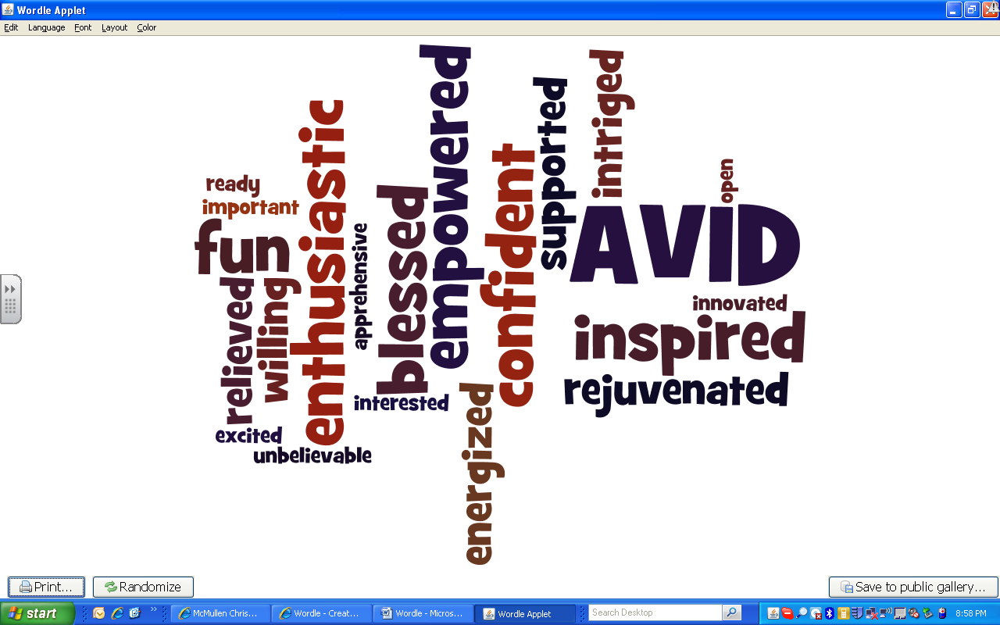 Wordle Applet
Edit Language Font Layout Color
ready
important
fun
relieved
willing
enthusiastic
apprehensive
excited
unbelievable
interested
blessed
empowered
energized
confident
supported
intriged
open
AVID
innovated
inspired
rejuvenated
Print... Randomize Save to public gallery...
start McMullen Chris... Wordle - Creat... Wordle - Micros... Wordle Applet Search Desktop 8:58 PM